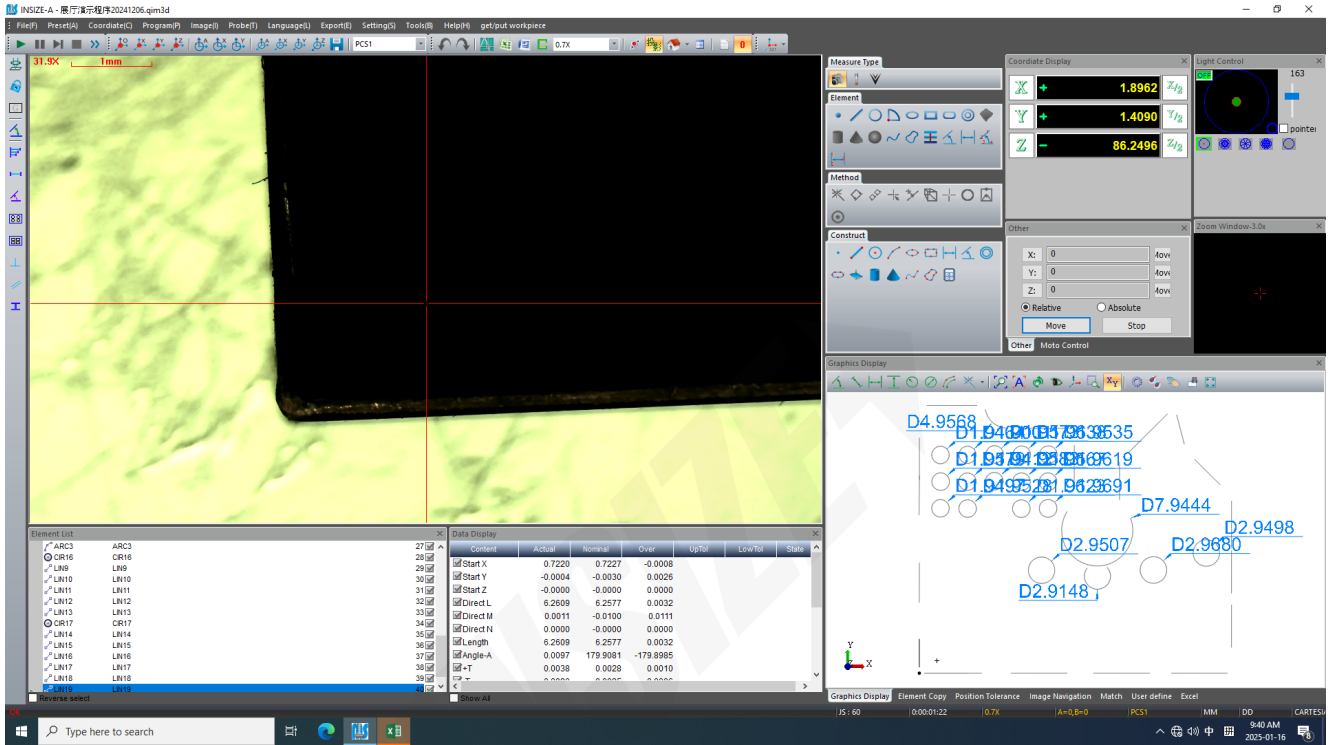 INSIZE-A - 展厅演示程序20241206.qim3d
File(F) Preset(A) Coordiate(C) Program(P) Image(I) Probe(T) Language(L) Export(E) Setting(S) Tools(B) Help(H) get/put workpiece
PCS1 0.7X 0
31.9X 1mm
Measure Type
Element
Method
Construct
Coordiate Display
X + 1.8962 X/2
Y + 1.4090 Y/2
Z - 86.2496 Z/2
Light Control
OFF 163
pointer
Other
X: 0 Move
Y: 0 Move
Z: 0 Move
Relative Absolute
Move Stop
Other Moto Control
Zoom Window-3.0x
Graphics Display
D4.9568
D7.9444
D2.9498
D2.9507
D2.9680
D2.9148
Y
X
Graphics Display Element Copy Position Tolerance Image Navigation Match User define Excel
Element List
ARC3 ARC3 27
CIR16 CIR16 28
LIN9 LIN9 29
LIN10 LIN10 30
LIN11 LIN11 31
LIN12 LIN12 32
LIN13 LIN13 33
CIR17 CIR17 34
LIN14 LIN14 35
LIN15 LIN15 36
LIN16 LIN16 37
LIN17 LIN17 38
LIN18 LIN18 39
LIN19 LIN19 40
Reverse select
Data Display
Content Actual Nominal Over UpTol LowTol State
Start X 0.7220 0.7227 -0.0008
Start Y -0.0004 -0.0030 0.0026
Start Z -0.0000 -0.0000 0.0000
Direct L 6.2609 6.2577 0.0032
Direct M 0.0011 -0.0100 0.0111
Direct N 0.0000 -0.0000 0.0000
Length 6.2609 6.2577 0.0032
Angle-A 0.0097 179.9081 -179.8985
+T 0.0038 0.0028 0.0010
Show All
JS : 60 0:00:01:22 0.7X A=0,B=0 PCS1 MM DD CARTESI
Type here to search
中
9:40 AM
2025-01-16